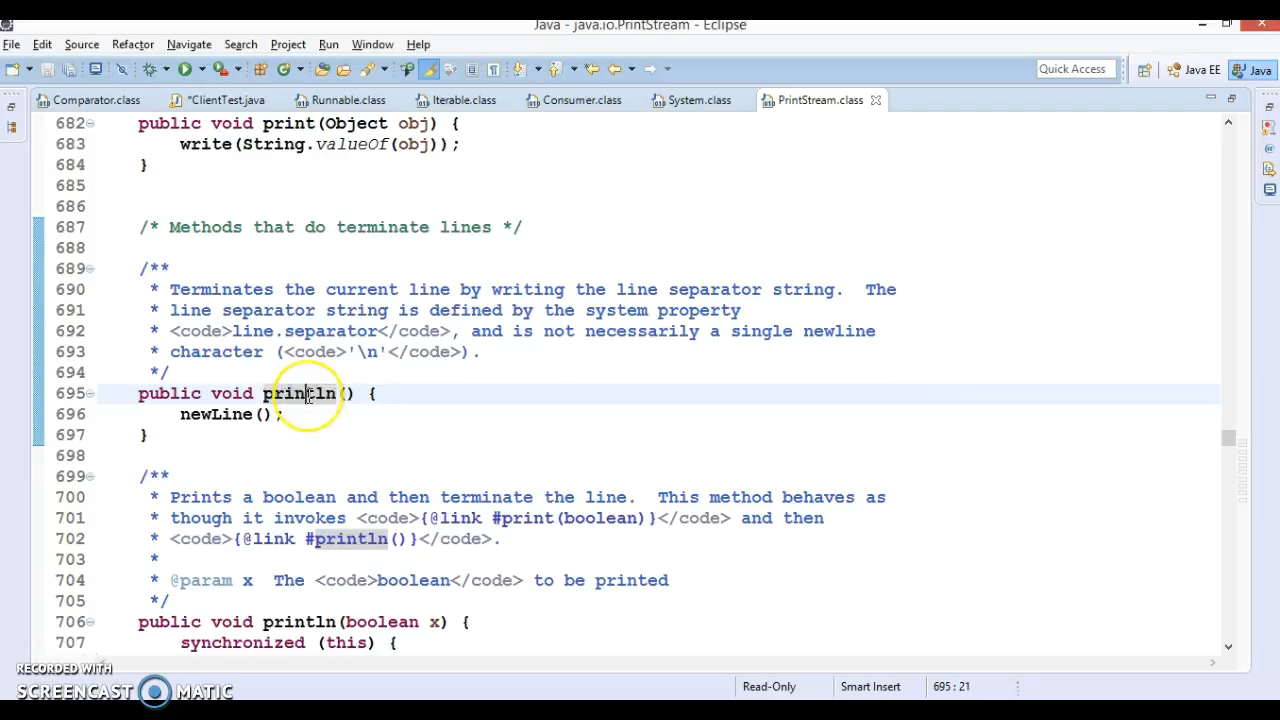 Java - java.io.PrintStream - Eclipse
File Edit Source Refactor Navigate Search Project Run Window Help
Quick Access Java EE Java
Comparator.class *ClientTest.java Runnable.class Iterable.class Consumer.class System.class PrintStream.class
682 public void print(Object obj) {
683 write(String.valueOf(obj));
684 }
685
686
687 /* Methods that do terminate lines */
688
689 /**
690 * Terminates the current line by writing the line separator string.  The
691 * line separator string is defined by the system property
692 * <code>line.separator</code>, and is not necessarily a single newline
693 * character (<code>'\n'</code>).
694 */
695 public void println() {
696 newLine();
697 }
698
699 /**
700 * Prints a boolean and then terminate the line.  This method behaves as
701 * though it invokes <code>{@link #print(boolean)}</code> and then
702 * <code>{@link #println()}</code>.
703 *
704 * @param x  The <code>boolean</code> to be printed
705 */
706 public void println(boolean x) {
707 synchronized (this) {
RECORDED WITH
SCREENCAST MATIC
Read-Only Smart Insert 695 : 21